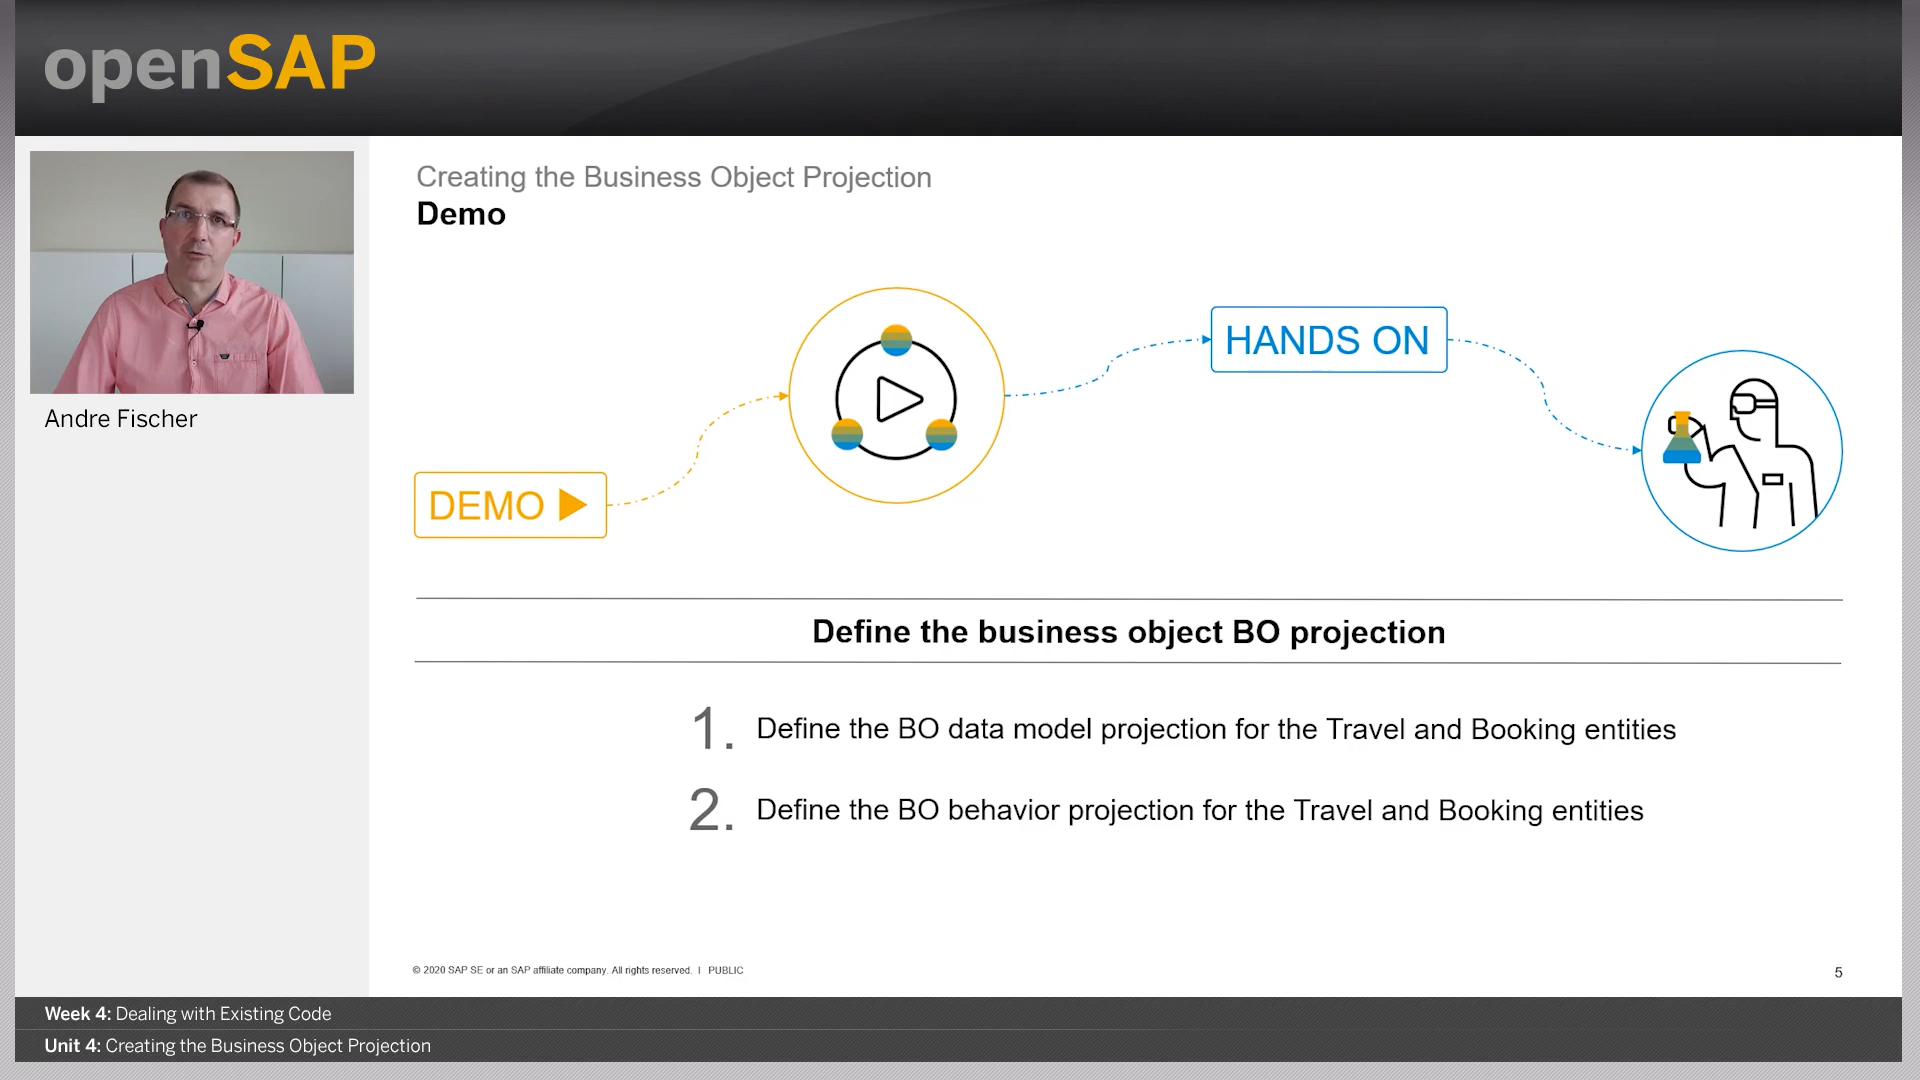 openSAP
Andre Fischer
Creating the Business Object Projection
Demo
DEMO
HANDS ON
Define the business object BO projection
1. Define the BO data model projection for the Travel and Booking entities
2. Define the BO behavior projection for the Travel and Booking entities
© 2020 SAP SE or an SAP affiliate company. All rights reserved. I PUBLIC
5
Week 4: Dealing with Existing Code
Unit 4: Creating the Business Object Projection